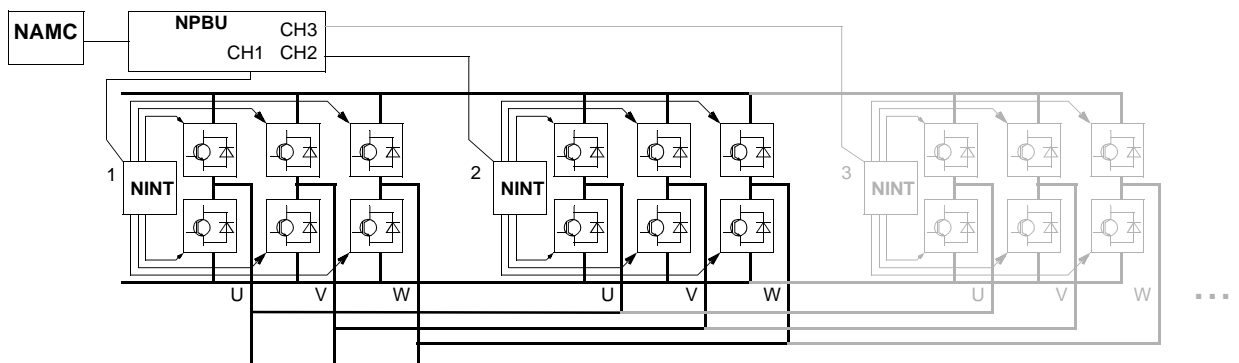 NAMC
NPBU
CH3
CH1 CH2
1
NINT
2
NINT
3
NINT
U V W
U V W
U V W
...